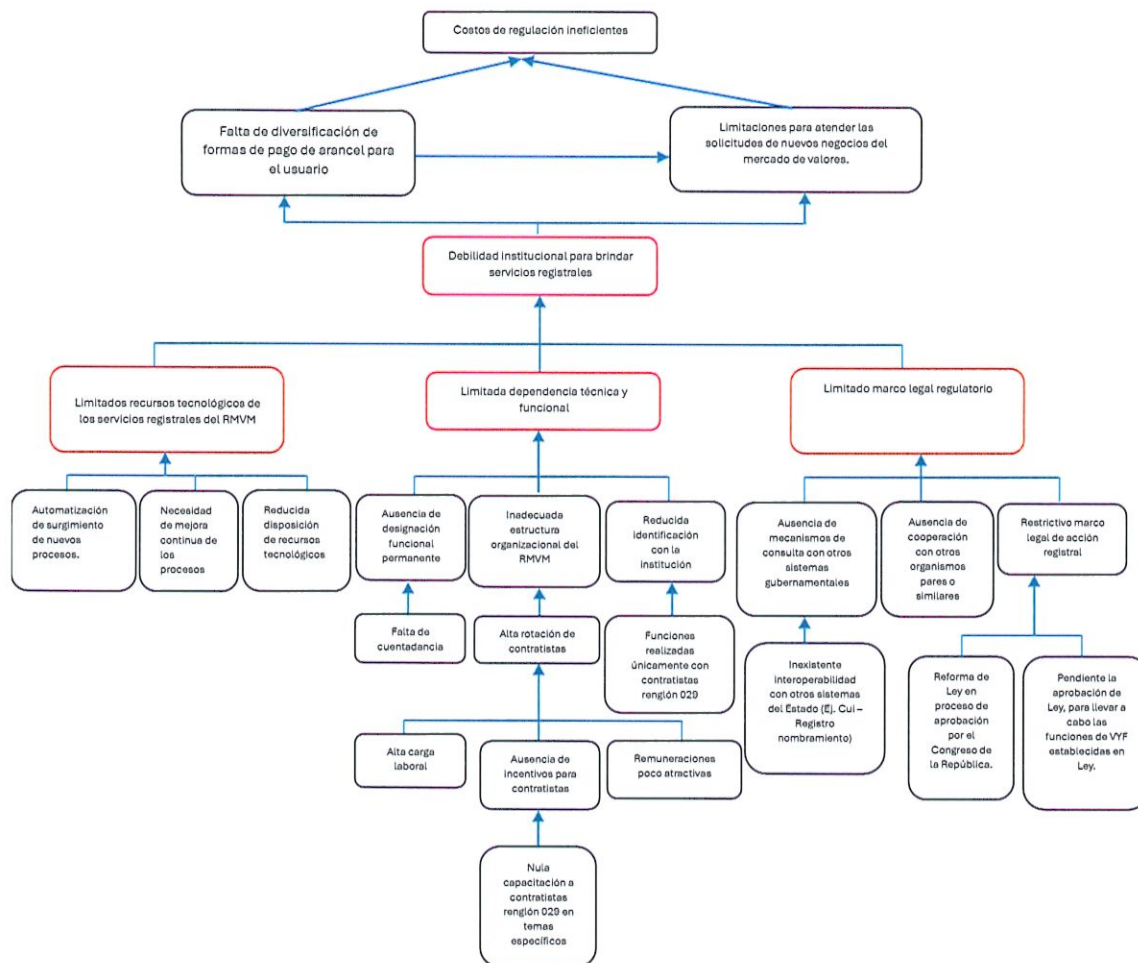 Costos de regulación ineficientes
Falta de diversificación de
formas de pago de arancel para
el usuario
Limitaciones para atender las
solicitudes de nuevos negocios del
mercado de valores.
Debilidad institucional para brindar
servicios registrales
Limitados recursos tecnológicos de
los servicios registrales del RMVM
Limitada dependencia técnica y
funcional
Limitado marco legal regulatorio
Automatización
de surgimiento
de nuevos
procesos.
Necesidad
de mejora
continua de
los
procesos
Reducida
disposición
de recursos
tecnológicos
Ausencia de
designación
funcional
permanente
Inadecuada
estructura
organizacional del
RMVM
Reducida
identificación
con la
institución
Ausencia de
mecanismos de
consulta con otros
sistemas
gubernamentales
Ausencia de
cooperación
con otros
organismos
pares o
similares
Restrictivo marco
legal de acción
registral
Falta de
cuentadancia
Alta rotación de
contratistas
Funciones
realizadas
únicamente con
contratistas
renglón 029
Inexistente
interoperabilidad
con otros sistemas
del Estado (Ej. Cui –
Registro
nombramiento)
Reforma de
Ley en
proceso de
aprobación
por el
Congreso de
la República.
Pendiente la
aprobación de
Ley, para llevar a
cabo las
funciones de VYF
establecidas en
Ley.
Alta carga
laboral
Ausencia de
incentivos para
contratistas
Remuneraciones
poco atractivas
Nula
capacitación a
contratistas
renglón 029 en
temas
específicos